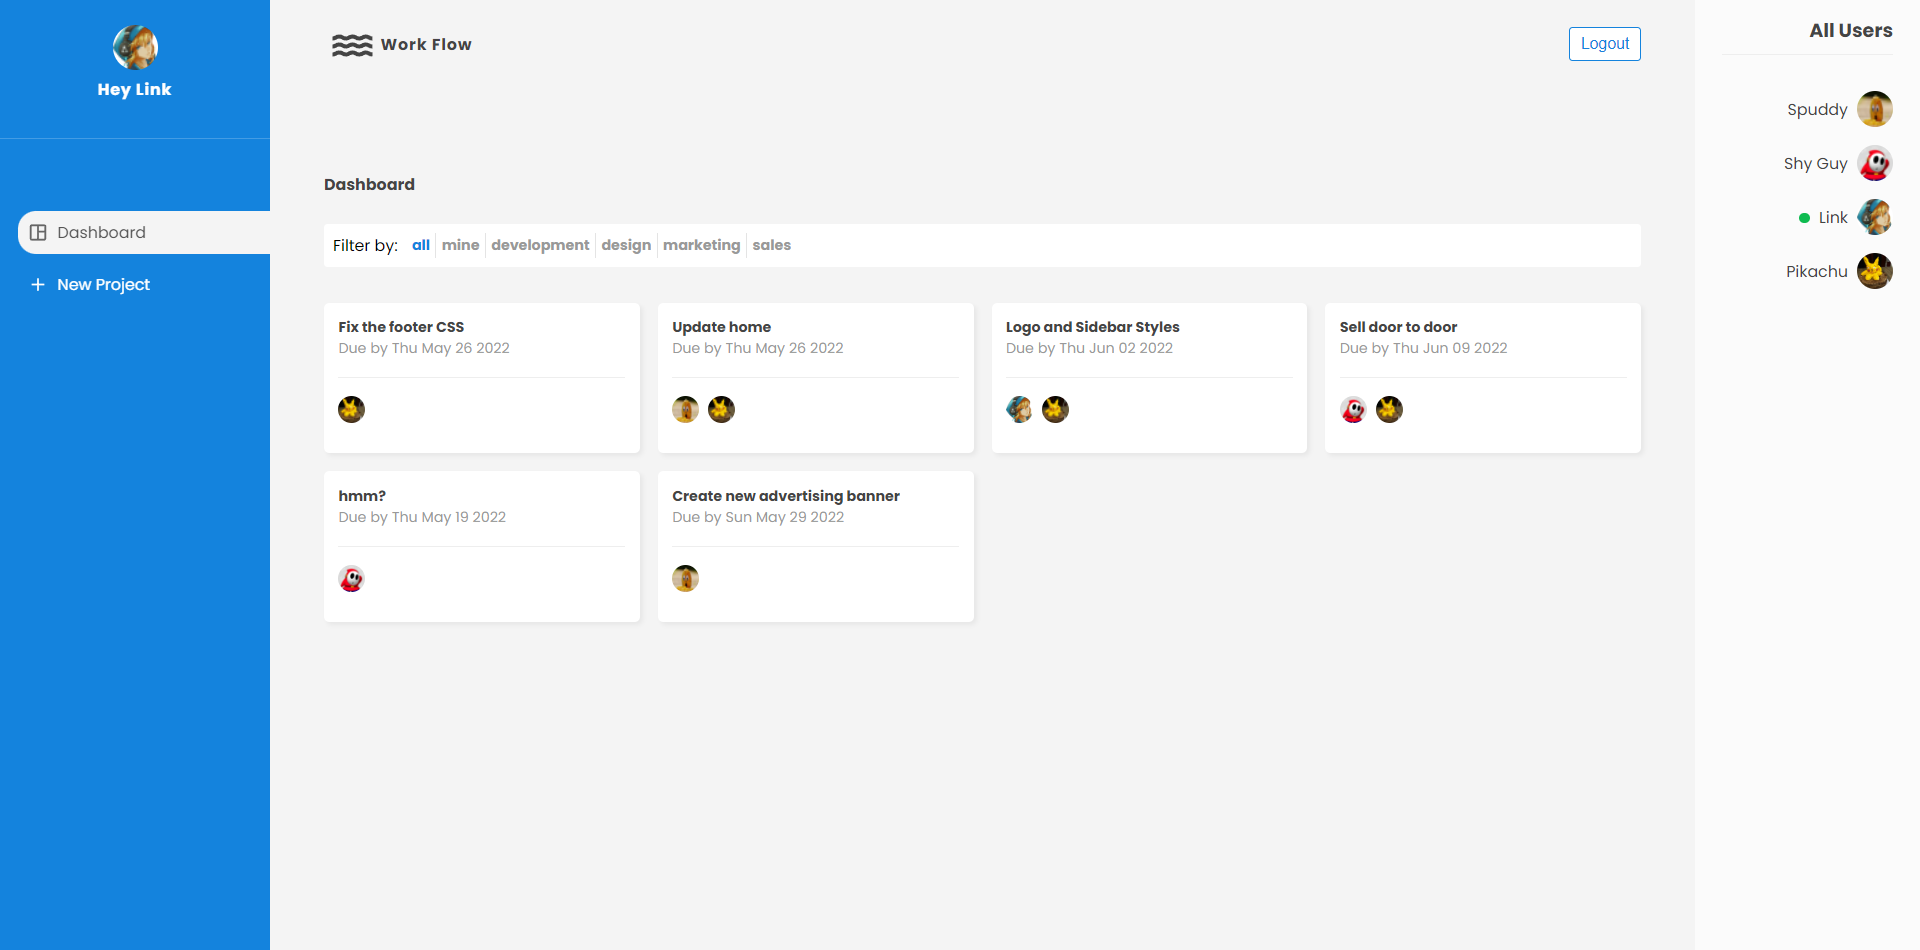 Hey Link
Dashboard
New Project
Work Flow
Logout
Dashboard
Filter by: all mine development design marketing sales
Fix the footer CSS
Due by Thu May 26 2022
Update home
Due by Thu May 26 2022
Logo and Sidebar Styles
Due by Thu Jun 02 2022
Sell door to door
Due by Thu Jun 09 2022
hmm?
Due by Thu May 19 2022
Create new advertising banner
Due by Sun May 29 2022
All Users
Spuddy
Shy Guy
Link
Pikachu